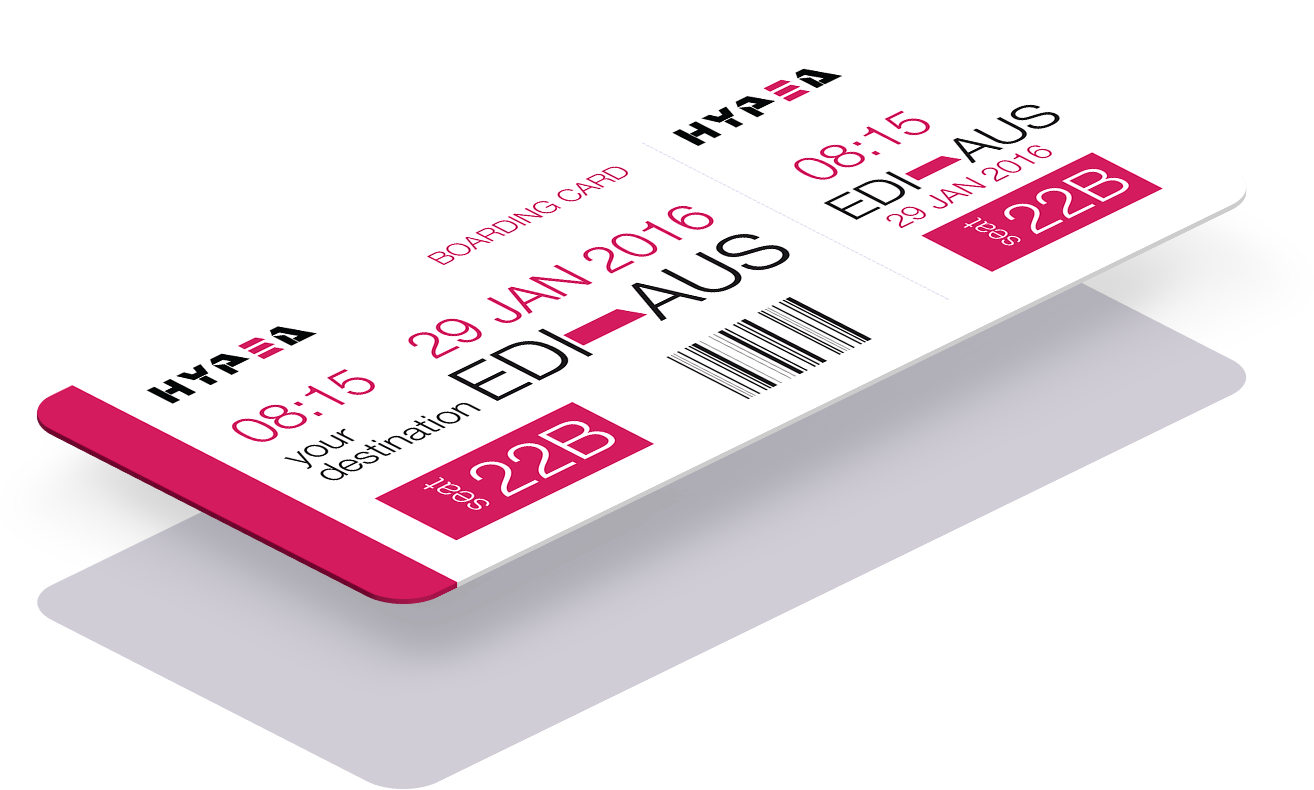 HYPEA
08:15
your
destination
BOARDING CARD
29 JAN 2016
EDI AUS
seat 22B
HYPEA
08:15
EDI AUS
29 JAN 2016
seat 22B